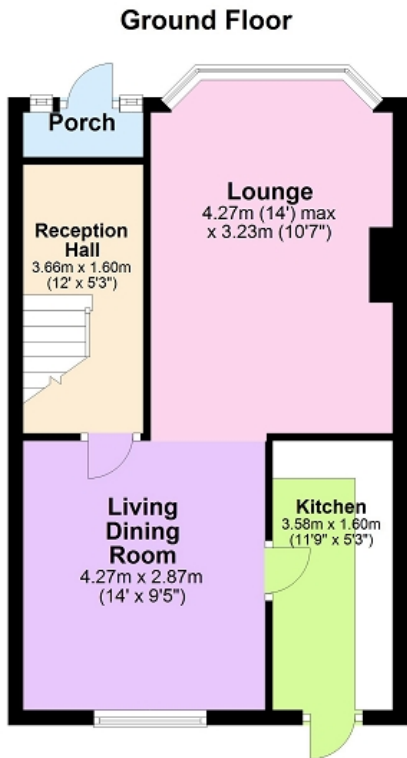 Ground Floor
Porch
Lounge
4.27m (14') max
x 3.23m (10'7")
Reception
Hall
3.66m x 1.60m
(12' x 5'3")
Living
Dining
Room
4.27m x 2.87m
(14' x 9'5")
Kitchen
3.58m x 1.60m
(11'9" x 5'3")